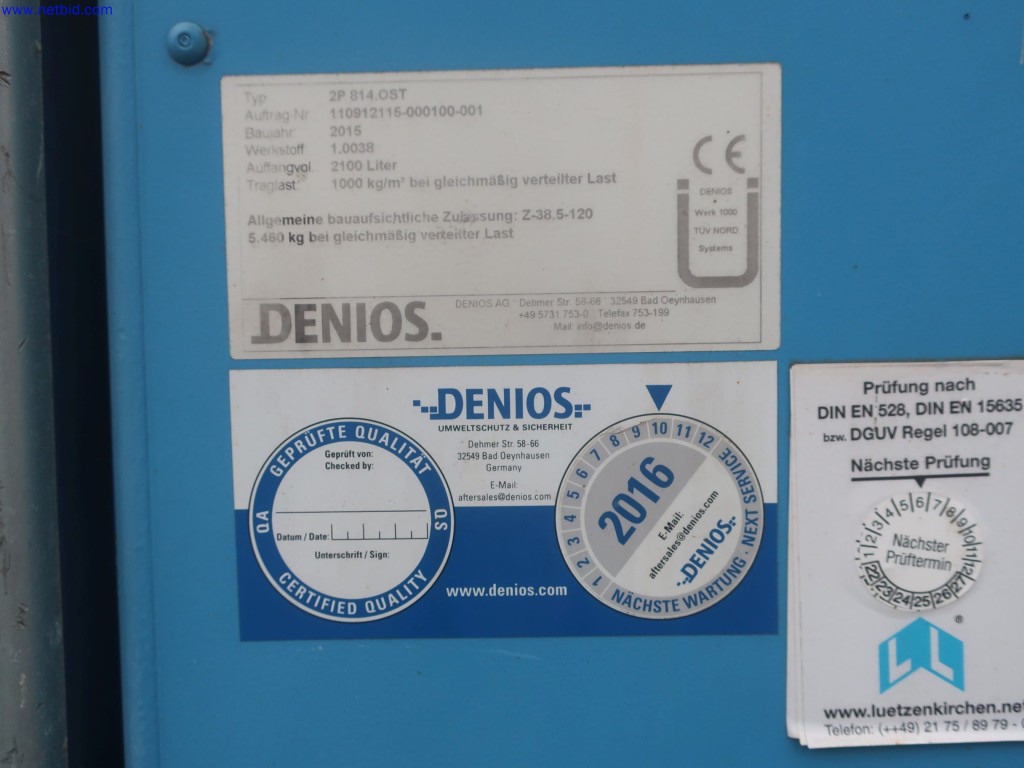 www.netbid.com
Typ 2P 814.OST
Auftrag-Nr 110912115-000100-001
Baujahr: 2015
Werkstoff 1.0038
Auffangvol. 2100 Liter
Traglast: 1000 kg/m² bei gleichmäßig verteilter Last
Allgemeine bauaufsichtliche Zulassung: Z-38.5-120
5.460 kg bei gleichmäßig verteilter Last
CE
DENIOS
Werk 1000
TÜV NORD
Systems
DENIOS.
DENIOS AG Dehmer Str. 58-66 32549 Bad Oeynhausen
+49 5731 753-0 Telefax 753-199
Mail: info@denios.de
DENIOS
UMWELTSCHUTZ & SICHERHEIT
Dehmer Str. 58-66
32549 Bad Oeynhausen
Germany
E-Mail:
aftersales@denios.com
www.denios.com
GEPRÜFTE QUALITÄT
Geprüft von:
Checked by:
QA
QS
Datum / Date:
Unterschrift / Sign:
CERTIFIED QUALITY
1 2 3 4 5 6 7 8 9 10 11 12
2016
E-Mail:
aftersales@denios.com
DENIOS.
NÄCHSTE WARTUNG · NEXT SERVICE
Prüfung nach
DIN EN 528, DIN EN 15635
bzw. DGUV Regel 108-007
Nächste Prüfung
1 2 3 4 5 6 7 8 9 10 11 12
Nächster
Prüftermin
22 23 24 25 26 27
LL
®
www.luetzenkirchen.net
Telefon: (++49) 21 75 / 89 79 - (